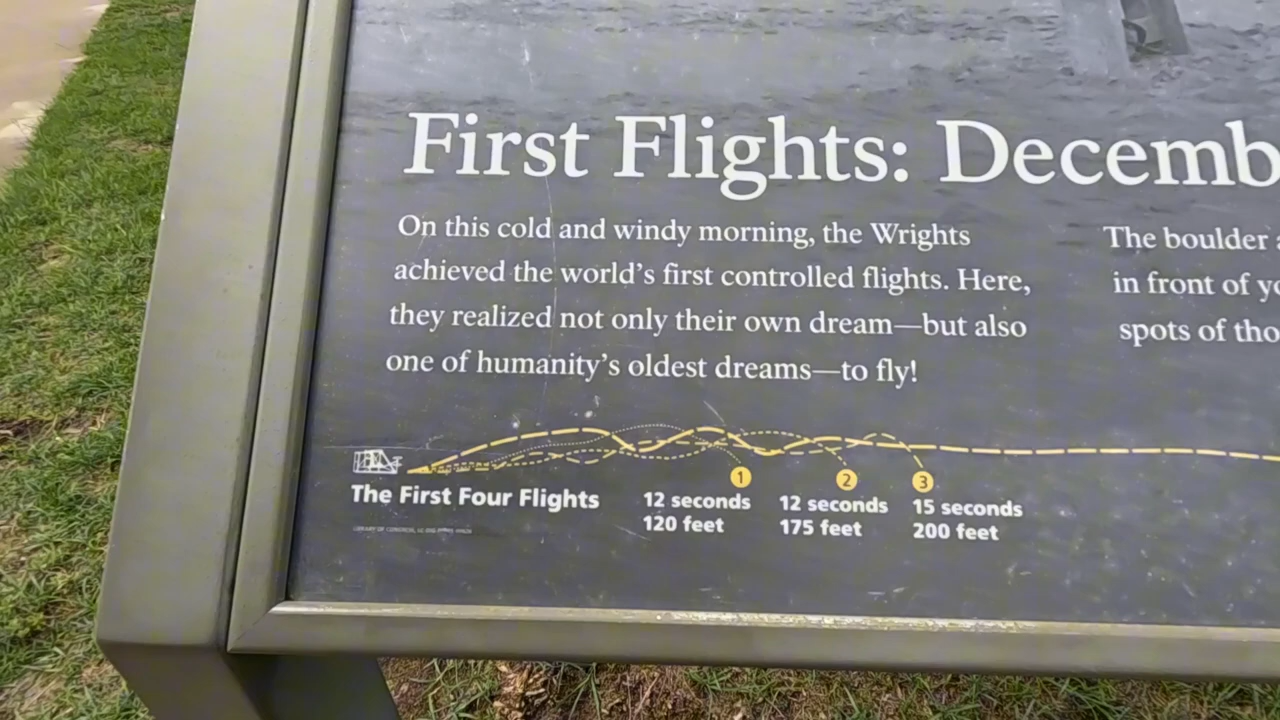 First Flights: Decemb
On this cold and windy morning, the Wrights
achieved the world's first controlled flights. Here,
they realized not only their own dream—but also
one of humanity's oldest dreams—to fly!
The boulder
in front of
spots of
1
2
3
The First Four Flights
12 seconds
120 feet
12 seconds
175 feet
15 seconds
200 feet
LIBRARY OF CONGRESS,